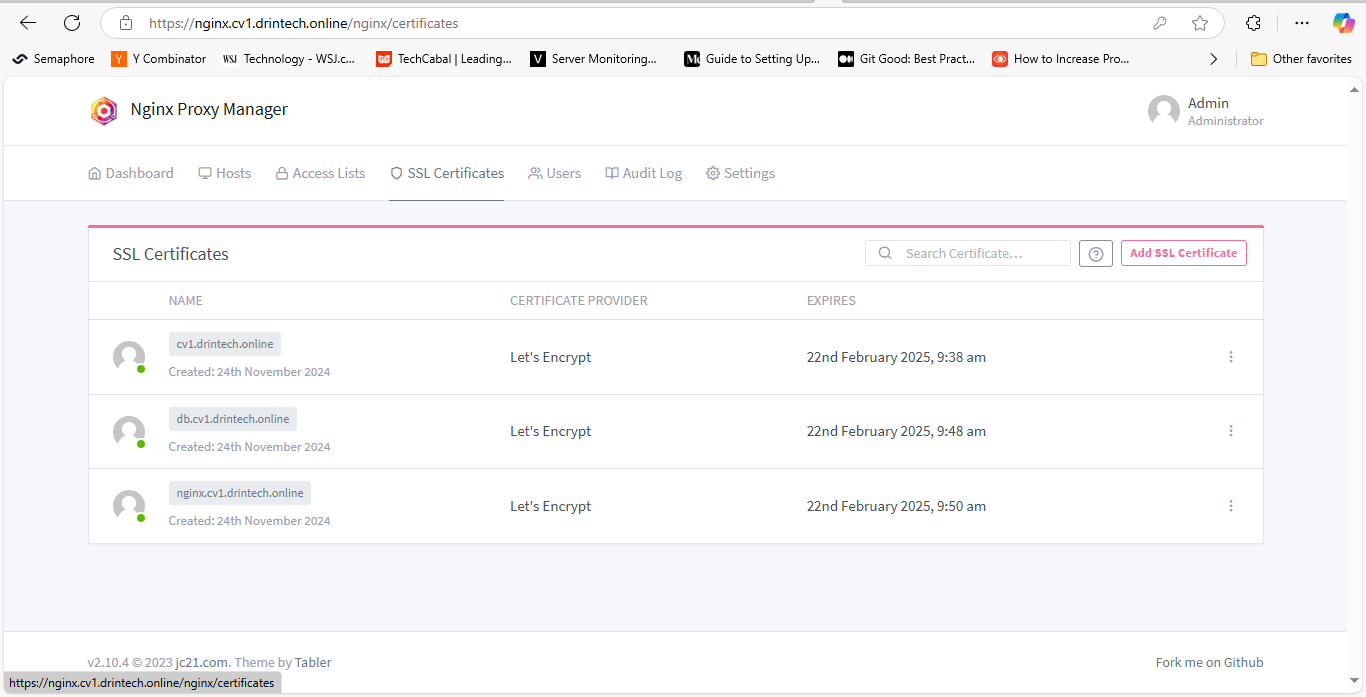 https://nginx.cv1.drintech.online/nginx/certificates
Semaphore Y Combinator Technology - WSJ.c... TechCabal | Leading... Server Monitoring... Guide to Setting Up... Git Good: Best Pract... How to Increase Pro... Other favorites
Nginx Proxy Manager
Admin
Administrator
Dashboard Hosts Access Lists SSL Certificates Users Audit Log Settings
SSL Certificates Search Certificate... Add SSL Certificate
NAME CERTIFICATE PROVIDER EXPIRES
cv1.drintech.online
Created: 24th November 2024
Let's Encrypt 22nd February 2025, 9:38 am
db.cv1.drintech.online
Created: 24th November 2024
Let's Encrypt 22nd February 2025, 9:48 am
nginx.cv1.drintech.online
Created: 24th November 2024
Let's Encrypt 22nd February 2025, 9:50 am
v2.10.4 © 2023 jc21.com. Theme by Tabler Fork me on Github
https://nginx.cv1.drintech.online/nginx/certificates